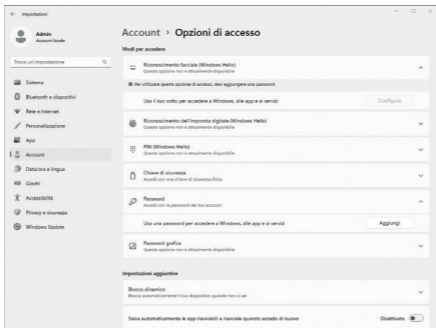 Impostazioni
Admin
Account locale
Trova un'impostazione
Sistema
Bluetooth e dispositivi
Rete e Internet
Personalizzazione
App
Account
Data/ora e lingua
Giochi
Accessibilità
Privacy e sicurezza
Windows Update
Account > Opzioni di accesso
Modi per accedere
Riconoscimento facciale (Windows Hello)
Questa opzione non è attualmente disponibile
Per utilizzare questa opzione di accesso, devi aggiungere una password.
Usa il tuo volto per accedere a Windows, alle app e ai servizi
Configura
Riconoscimento dell'impronta digitale (Windows Hello)
Questa opzione non è attualmente disponibile
PIN (Windows Hello)
Questa opzione non è attualmente disponibile
Chiave di sicurezza
Accedi con una chiave di sicurezza fisica
Password
Accedi con la password del tuo account
Usa una password per accedere a Windows, alle app e ai servizi
Aggiungi
Password grafica
Questa opzione non è attualmente disponibile
Impostazioni aggiuntive
Blocco dinamico
Blocca automaticamente il tuo dispositivo quando non ci sei
Salva automaticamente le app riavviabili e riavviale quando accedo di nuovo
Disattivato